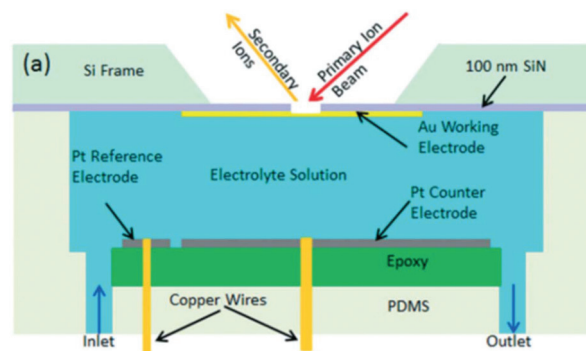 (a)
Si Frame
Secondary
Ions
Primary Ion
Beam
100 nm SiN
Au Working
Electrode
Pt Reference
Electrode
Electrolyte Solution
Pt Counter
Electrode
Epoxy
Copper Wires
PDMS
Inlet
Outlet